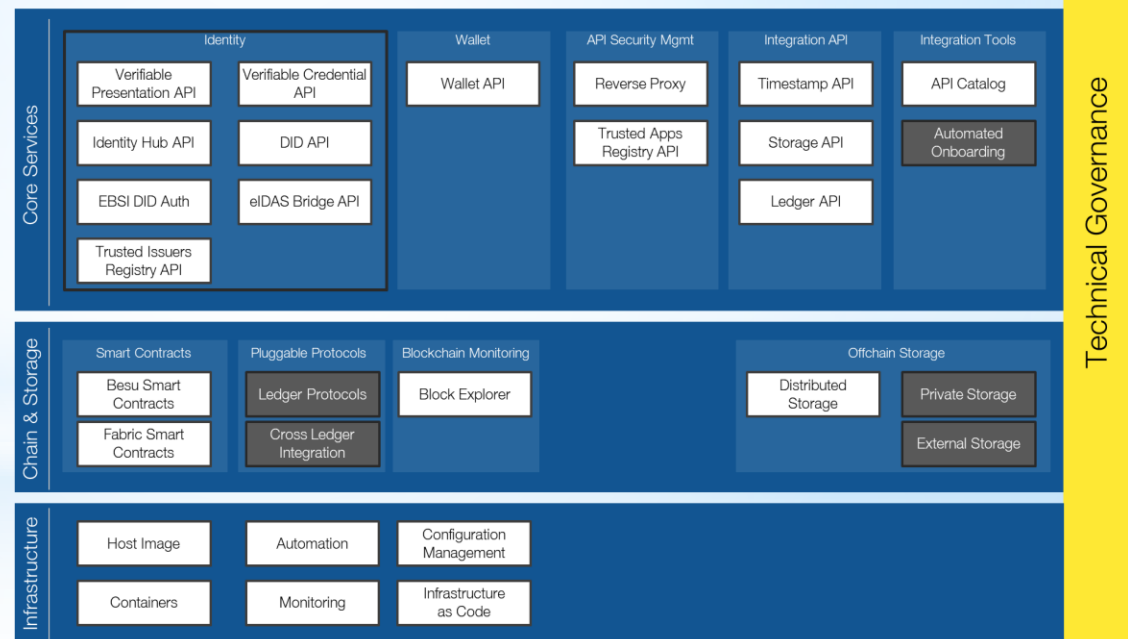 Core Services
Identity
Verifiable
Presentation API
Verifiable Credential
API
Identity Hub API
DID API
EBSI DID Auth
eIDAS Bridge API
Trusted Issuers
Registry API
Wallet
Wallet API
API Security Mgmt
Reverse Proxy
Trusted Apps
Registry API
Integration API
Timestamp API
Storage API
Ledger API
Integration Tools
API Catalog
Automated
Onboarding
Chain & Storage
Smart Contracts
Besu Smart
Contracts
Fabric Smart
Contracts
Pluggable Protocols
Ledger Protocols
Cross Ledger
Integration
Blockchain Monitoring
Block Explorer
Offchain Storage
Distributed
Storage
Private Storage
External Storage
Infrastructure
Host Image
Automation
Configuration
Management
Containers
Monitoring
Infrastructure
as Code
Technical Governance